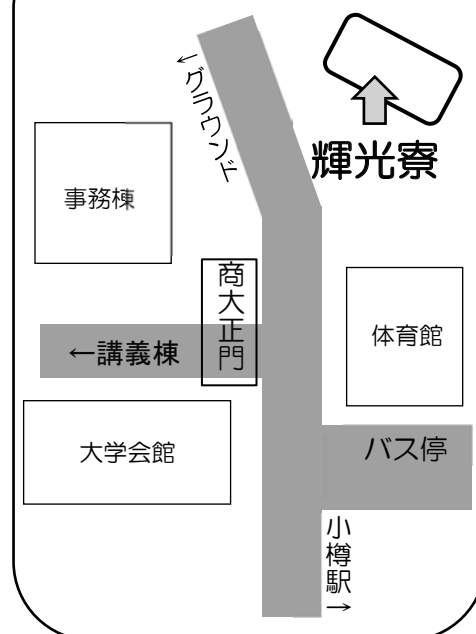 ←グラウンド
輝光寮
事務棟
商大正門
体育館
←講義棟
大学会館
バス停
小樽駅→